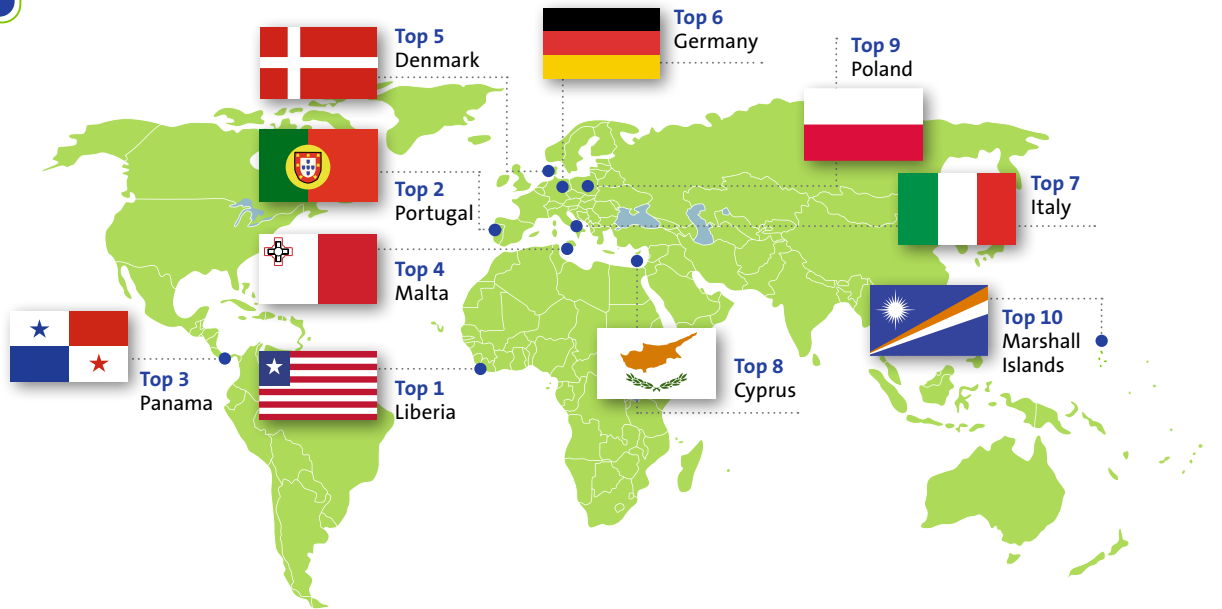 Top 5
Denmark
Top 6
Germany
Top 9
Poland
Top 2
Portugal
Top 7
Italy
Top 4
Malta
Top 10
Marshall
Islands
Top 3
Panama
Top 1
Liberia
Top 8
Cyprus